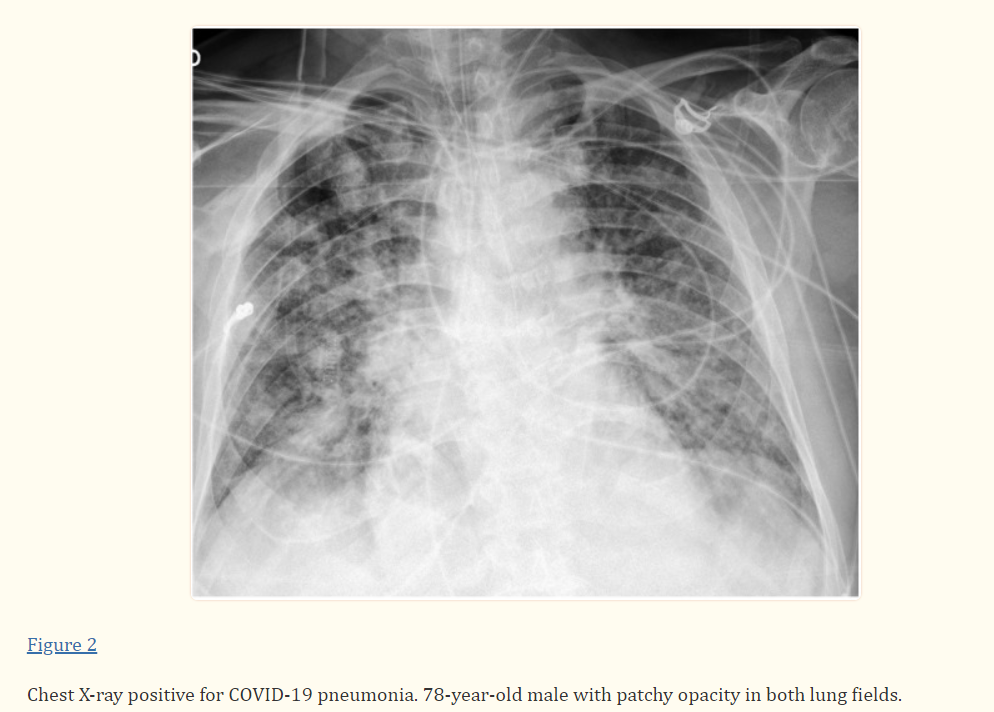 Figure 2
Chest X-ray positive for COVID-19 pneumonia. 78-year-old male with patchy opacity in both lung fields.